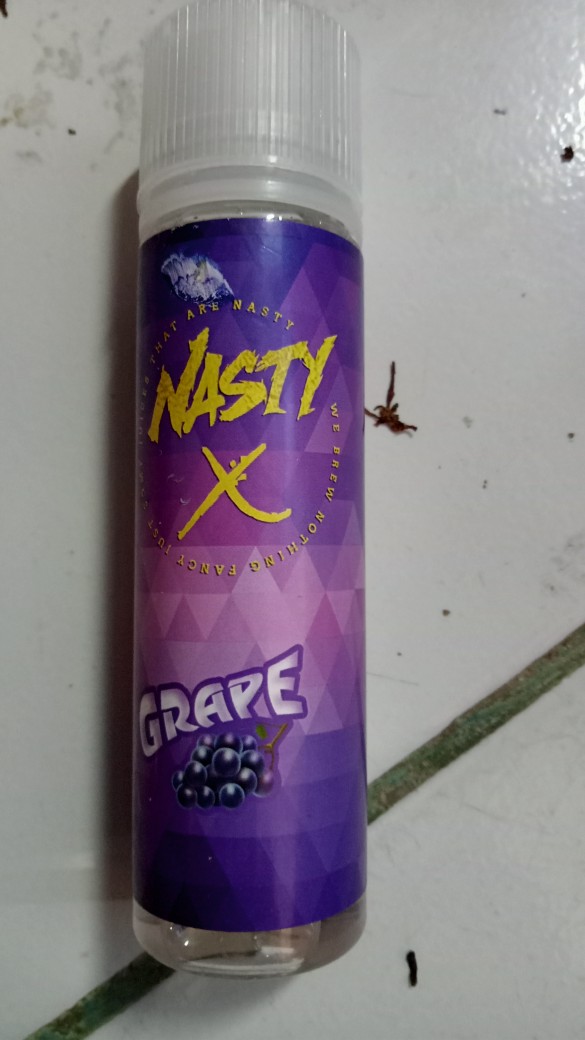 THAT ARE NASTY
NASTY
X
WE BREW NOTHING FANCY JUST
GRAPE